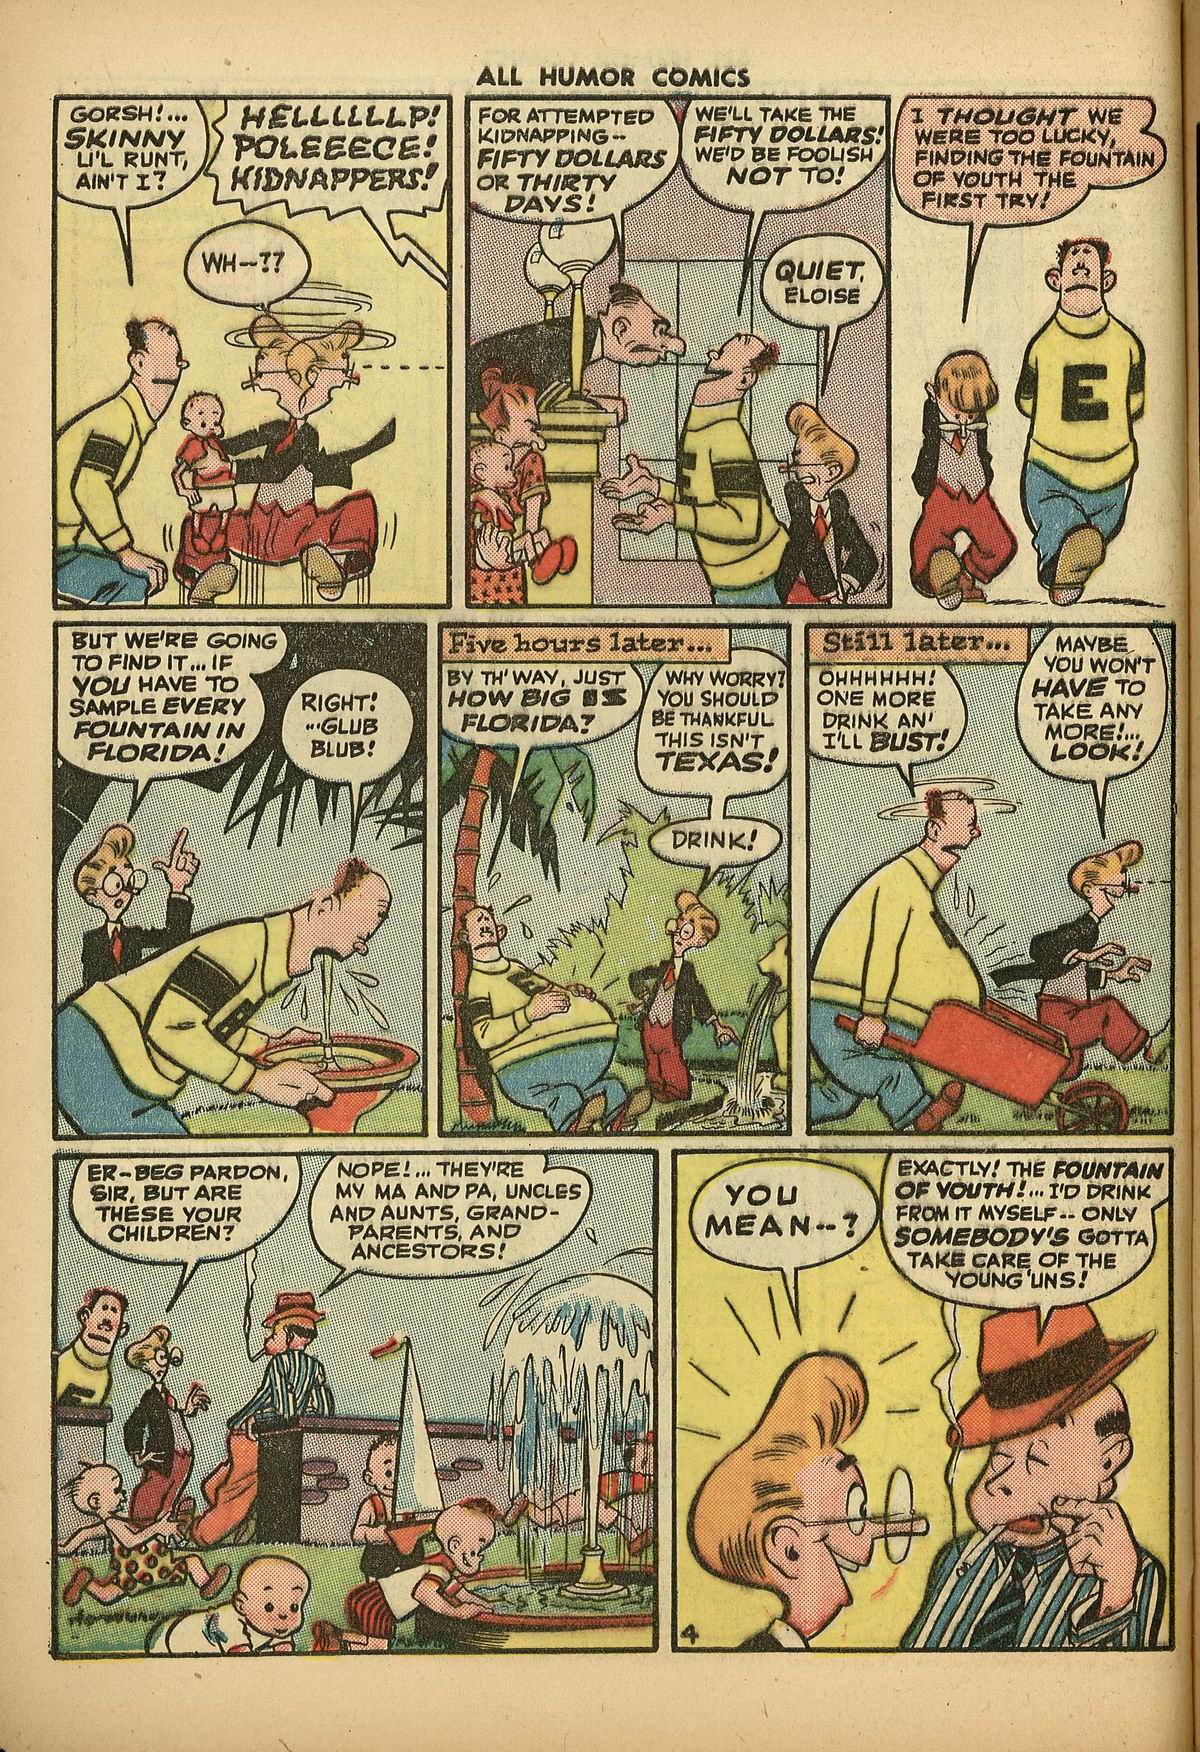 ALL HUMOR COMICS
GORSH!...
SKINNY
LI'L RUNT,
AIN'T I?
HELLLLLLP!
POLEEECE!
KIDNAPPERS!
WH--??
FOR ATTEMPTED
KIDNAPPING--
FIFTY DOLLARS
OR THIRTY
DAYS!
WE'LL TAKE THE
FIFTY DOLLARS!
WE'D BE FOOLISH
NOT TO!
QUIET,
ELOISE
E
I THOUGHT WE
WERE TOO LUCKY,
FINDING THE FOUNTAIN
OF YOUTH THE
FIRST TRY!
E
BUT WE'RE GOING
TO FIND IT... IF
YOU HAVE TO
SAMPLE EVERY
FOUNTAIN IN
FLORIDA!
RIGHT!
...GLUB
BLUB!
E
Five hours later...
BY TH' WAY, JUST
HOW BIG IS
FLORIDA?
WHY WORRY?
YOU SHOULD
BE THANKFUL
THIS ISN'T
TEXAS!
DRINK!
E
Still later...
OHHHHHH!
ONE MORE
DRINK AN'
I'LL BUST!
MAYBE
YOU WON'T
HAVE TO
TAKE ANY
MORE!...
LOOK!
ER-BEG PARDON,
SIR, BUT ARE
THESE YOUR
CHILDREN?
NOPE!... THEY'RE
MY MA AND PA, UNCLES
AND AUNTS, GRAND-
PARENTS, AND
ANCESTORS!
E
YOU
MEAN--?
EXACTLY! THE FOUNTAIN
OF YOUTH!... I'D DRINK
FROM IT MYSELF-- ONLY
SOMEBODY'S GOTTA
TAKE CARE OF THE
YOUNG 'UNS!
4